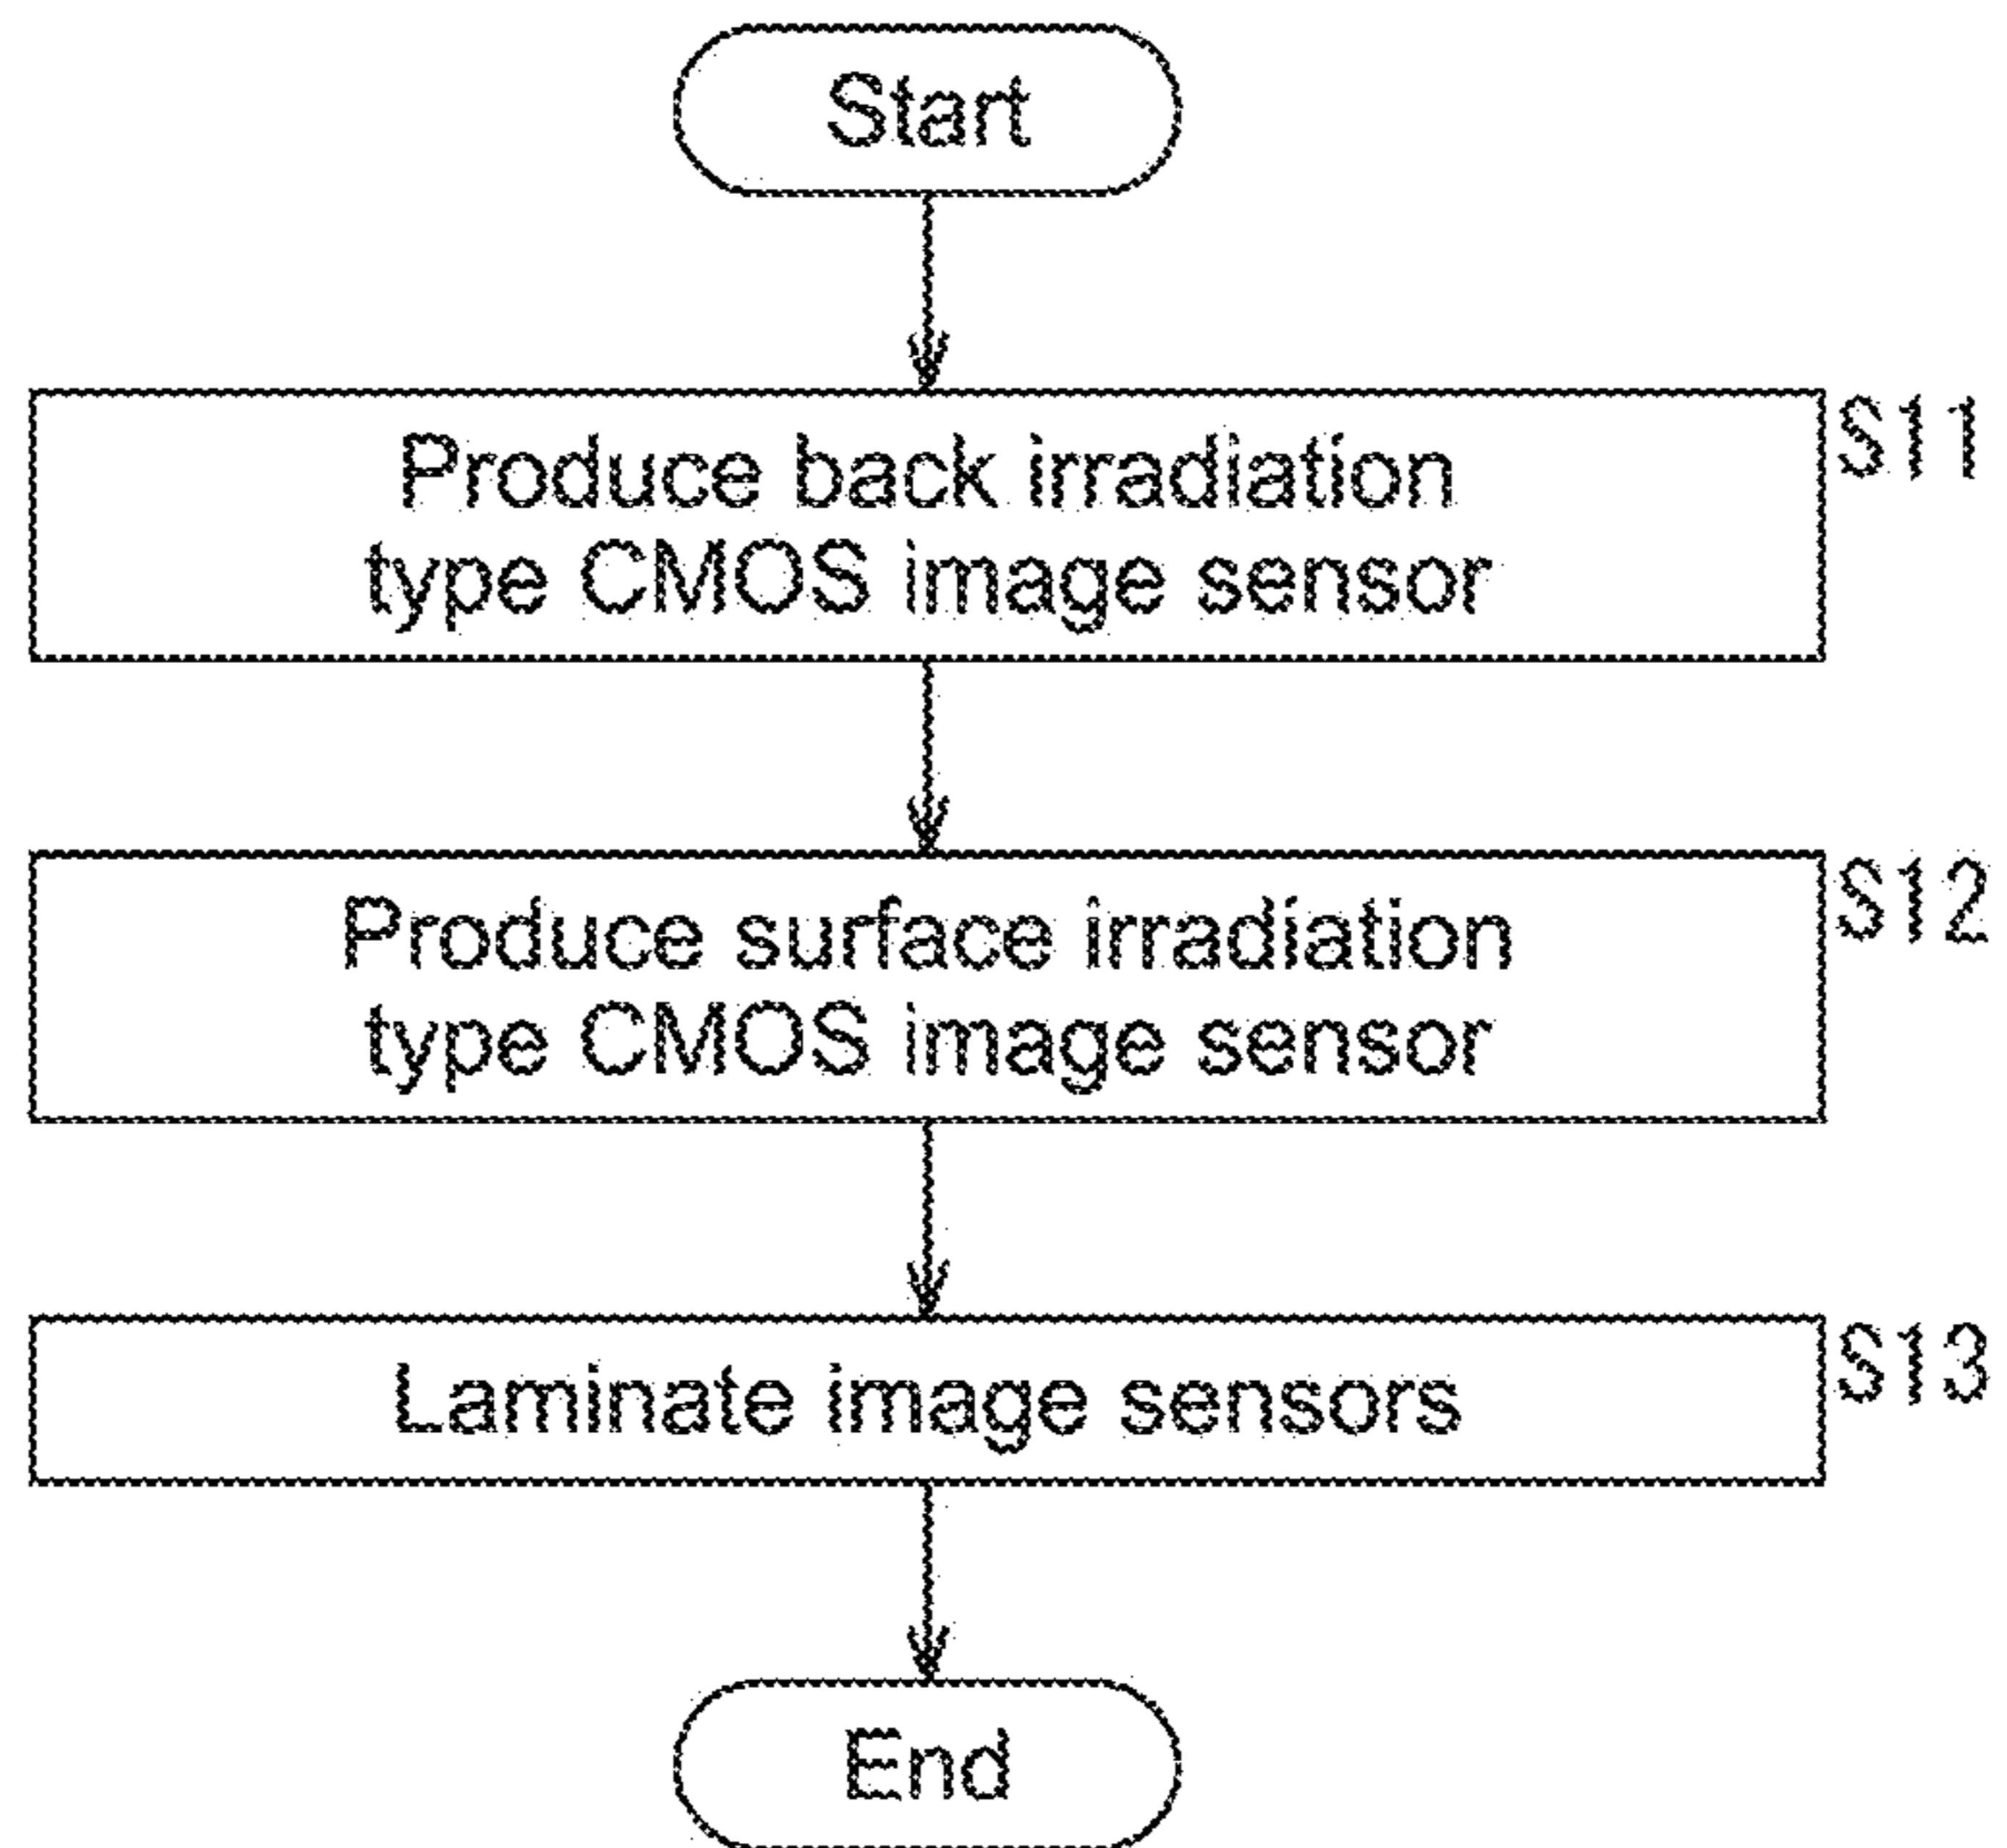 Start
Produce back irradiation
type CMOS image sensor
S11
Produce surface irradiation
type CMOS image sensor
S12
Laminate image sensors
S13
End